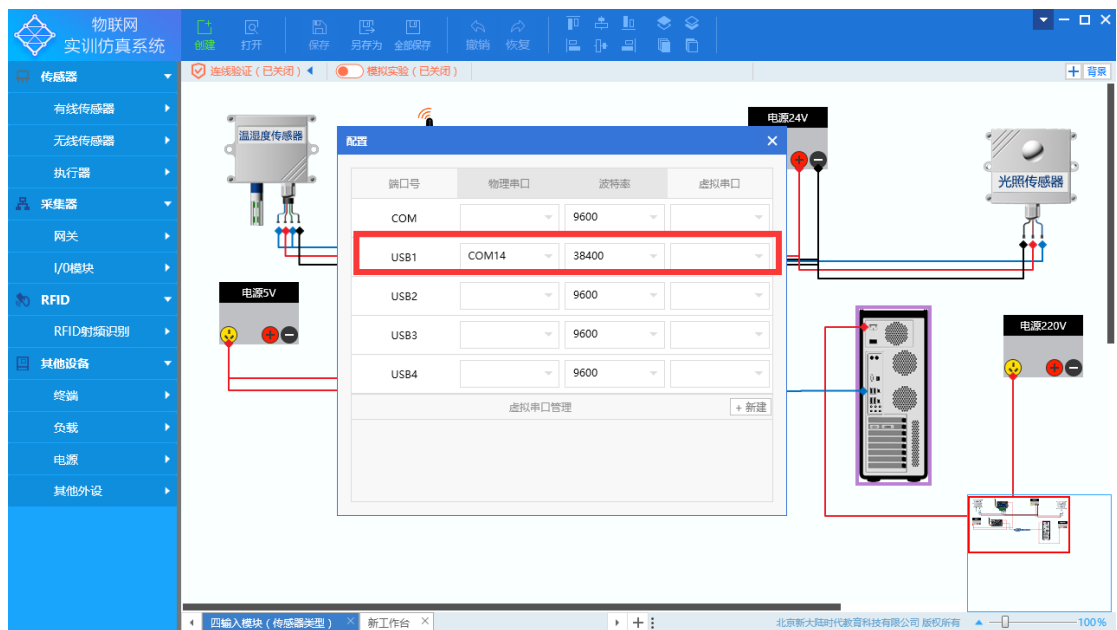 物联网
实训仿真系统
创建 打开 保存 另存为 全部保存 撤销 恢复
连线验证（已关闭） 模拟实验（已关闭） 背景
传感器
有线传感器
无线传感器
执行器
采集器
网关
I/0模块
RFID
RFID射频识别
其他设备
终端
负载
电源
其他外设
温湿度传感器
电源24V
光照传感器
电源5V
电源220V
配置
端口号 物理串口 波特率 虚拟串口
COM 9600
USB1 COM14 38400
USB2 9600
USB3 9600
USB4 9600
虚拟串口管理 + 新建
四输入模块（传感器类型） 新工作台 北京新大陆时代教育科技有限公司 版权所有 100%